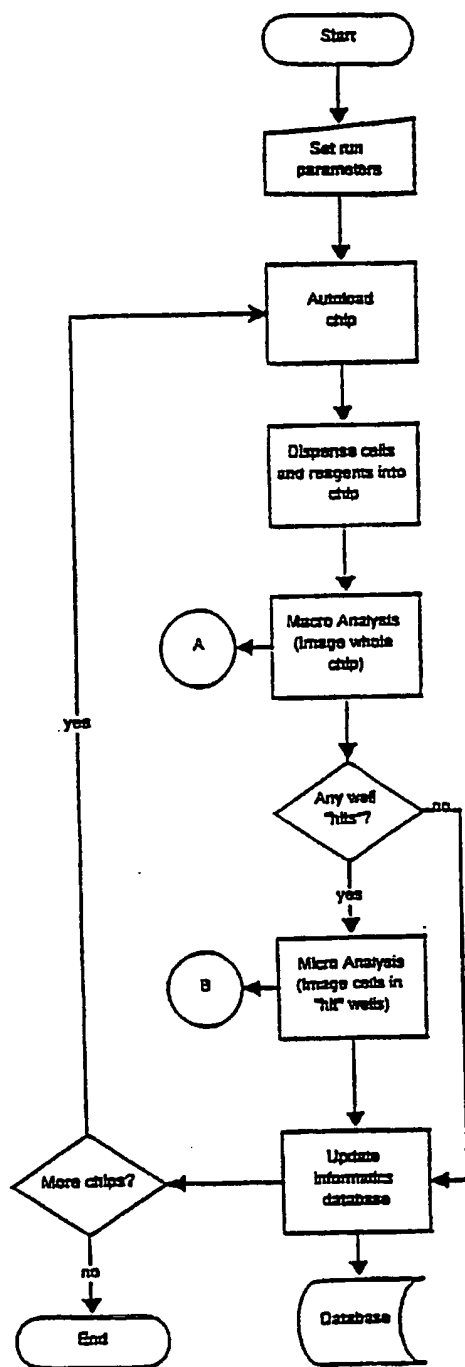 Start
Set run
parameters
Autoload
chip
Dispense cells
and reagents into
chip
Macro Analysis
(Image whole
chip)
A
yes
Any well
"hits"?
no
yes
Micro Analysis
(Image cells in
"hit" wells)
B
Update
Informatics
database
More chips?
no
Database
End